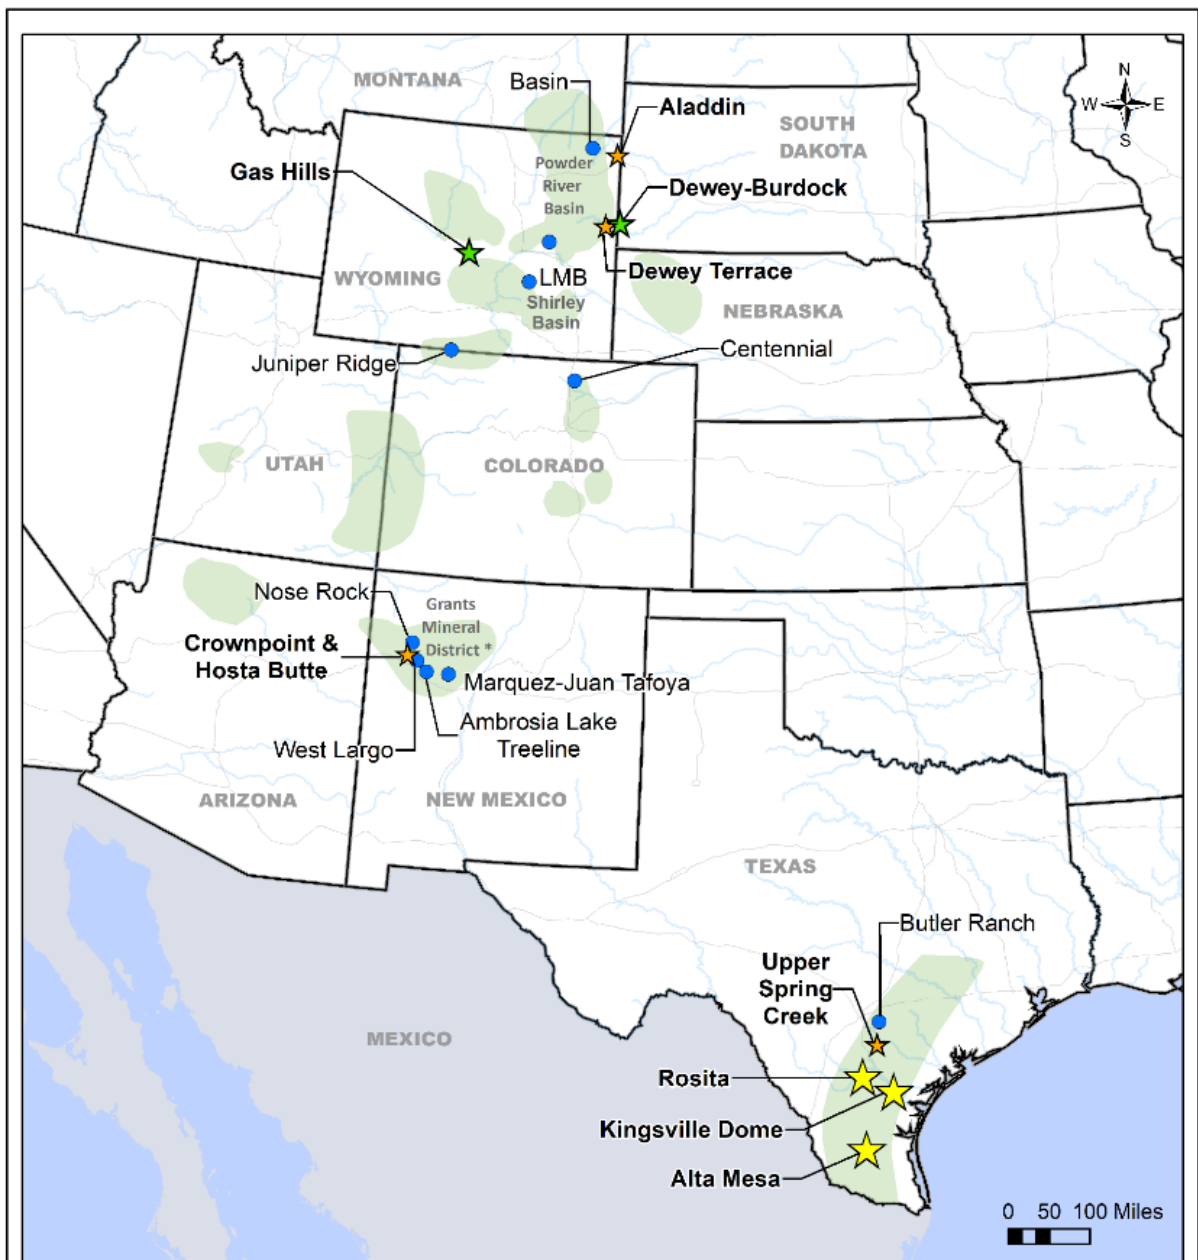 MONTANA
Basin
N
W E
S
Aladdin
SOUTH
DAKOTA
Gas Hills
Powder
River
Basin
Dewey-Burdock
WYOMING
LMB
Dewey Terrace
Shirley
Basin
NEBRASKA
Juniper Ridge
Centennial
UTAH
COLORADO
Nose Rock
Grants
Mineral
District *
Crownpoint &
Hosta Butte
Marquez-Juan Tafoya
Ambrosia Lake
Treeline
West Largo
ARIZONA
NEW MEXICO
TEXAS
Butler Ranch
Upper
Spring
Creek
MEXICO
Rosita
Kingsville Dome
Alta Mesa
0 50 100 Miles